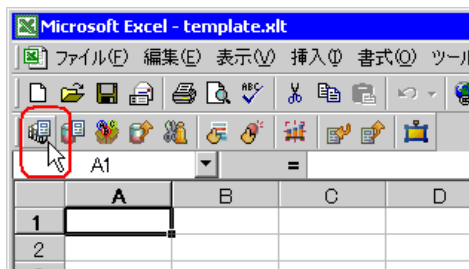 Microsoft Excel - template.xlt
ファイル(F) 編集(E) 表示(V) 挿入(I) 書式(O) ツール
ABC
A1 =
A B C D
1
2